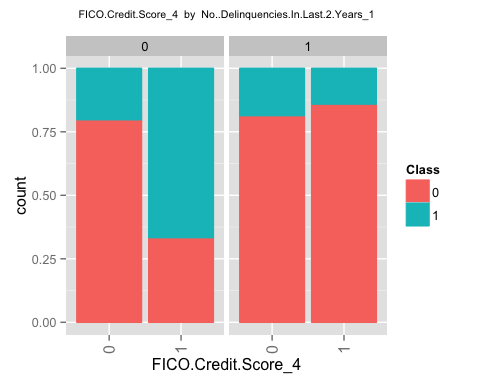 FICO.Credit.Score_4 by No..Delinquencies.In.Last.2.Years_1
0 1
1.00
0.75
0.50
0.25
0.00
count
0 1 0 1
FICO.Credit.Score_4
Class
0
1